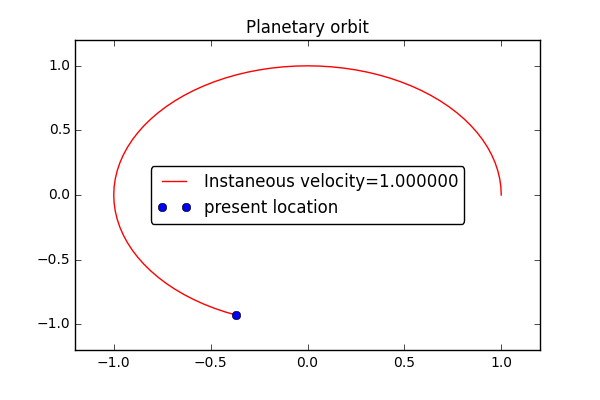 Planetary orbit
1.0
0.5
0.0
−0.5
−1.0
Instaneous velocity=1.000000
present location
−1.0 −0.5 0.0 0.5 1.0